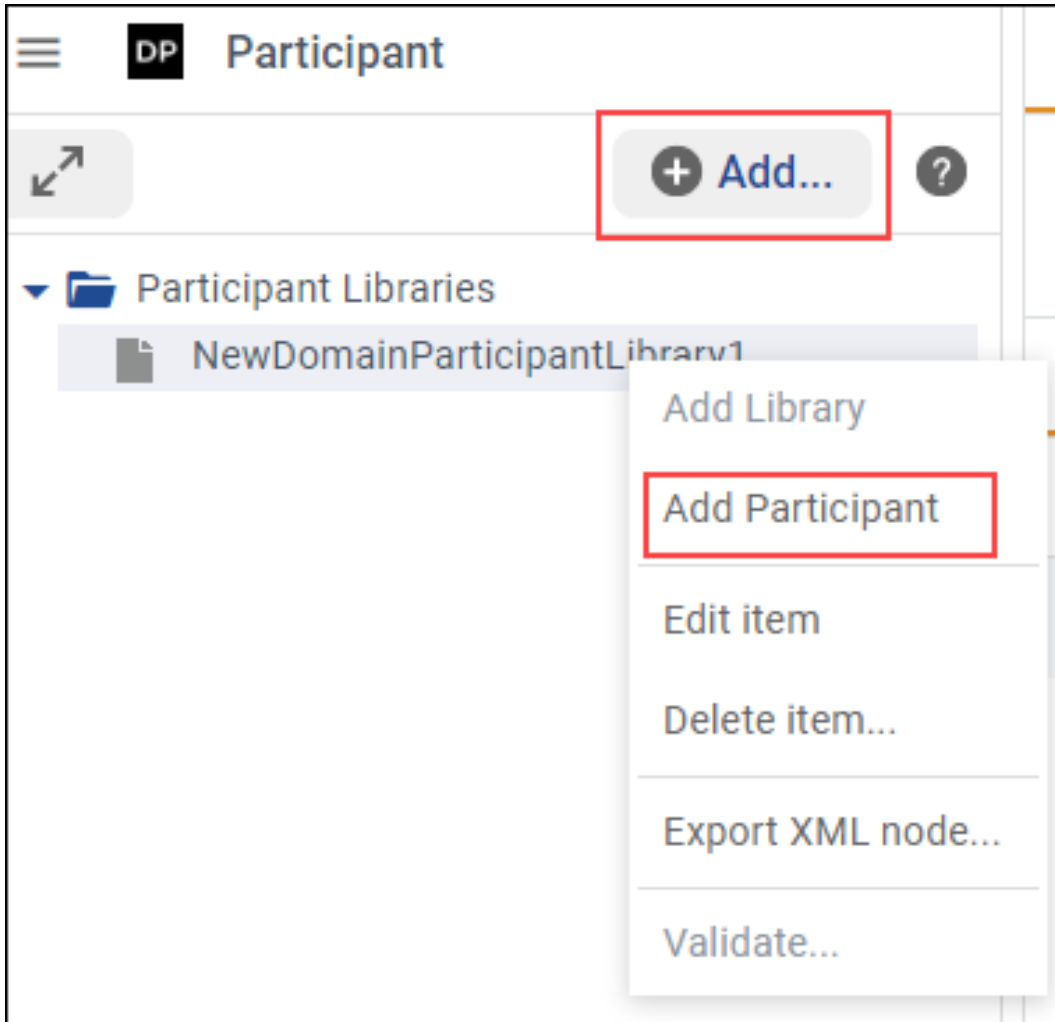 DP Participant
Add...
?
Participant Libraries
NewDomainParticipantLibrary1
Add Library
Add Participant
Edit item
Delete item...
Export XML node...
Validate...